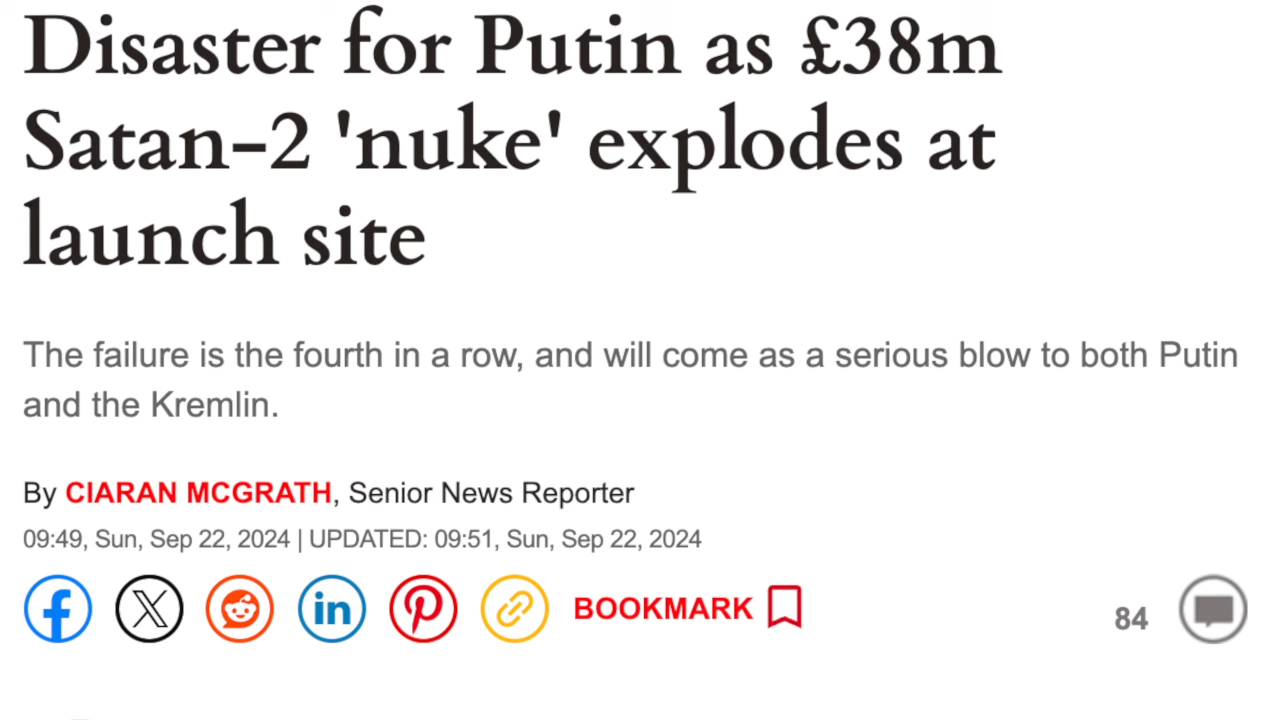 Disaster for Putin as £38m
Satan-2 'nuke' explodes at
launch site
The failure is the fourth in a row, and will come as a serious blow to both Putin
and the Kremlin.
By CIARAN MCGRATH, Senior News Reporter
09:49, Sun, Sep 22, 2024 | UPDATED: 09:51, Sun, Sep 22, 2024
BOOKMARK
84